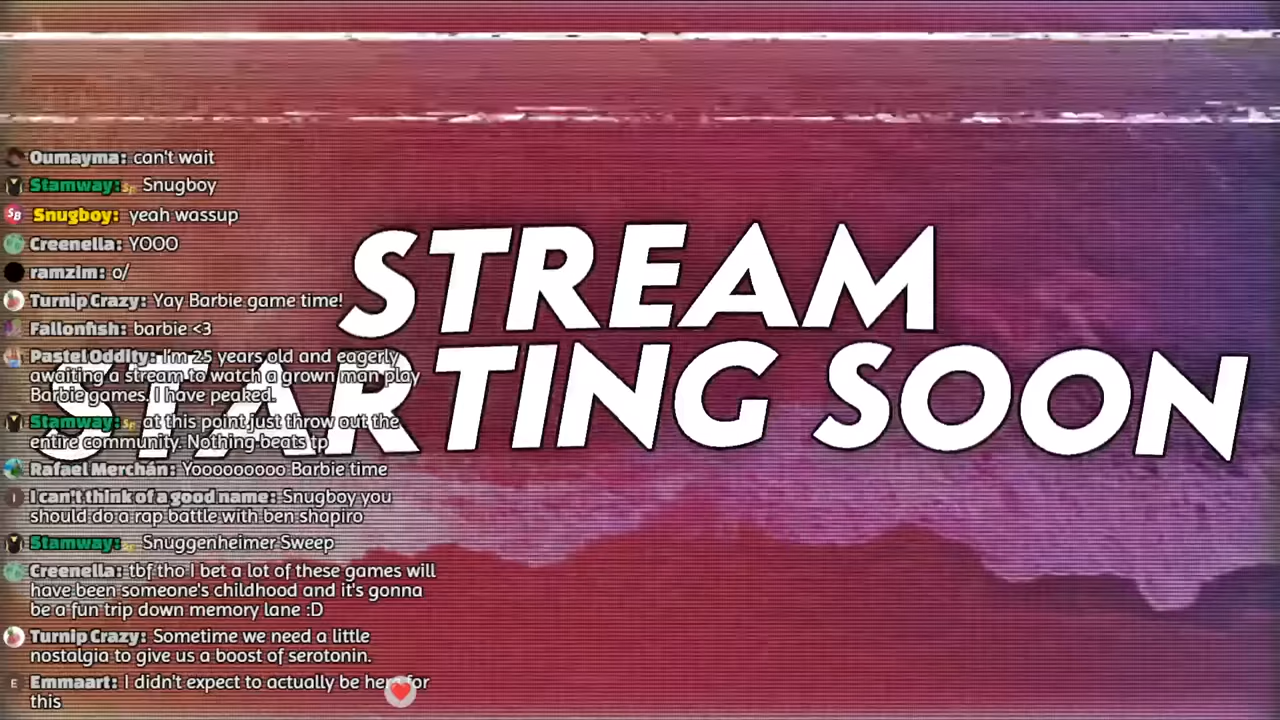 Oumayma: can't wait
Stamway: Snugboy
SB Snugboy: yeah wassup
Creenella: YOOO
ramzim: o/
Turnip Crazy: Yay Barbie game time!
Fallonfish: barbie <3
Pastel Oddity: I'm 25 years old and eagerly
awaiting a stream to watch a grown man play
Barbie games. I have peaked.
Stamway: at this point just throw out the
entire community. Nothing beats tp
Rafael Merchán: Yooooooooo Barbie time
I I can't think of a good name: Snugboy you
should do a rap battle with ben shapiro
Stamway: Snuggenheimer Sweep
Creenella: tbf tho I bet a lot of these games will
have been someone's childhood and it's gonna
be a fun trip down memory lane :D
Turnip Crazy: Sometime we need a little
nostalgia to give us a boost of serotonin.
E Emmaart: I didn't expect to actually be here for
this
STREAM
STARTING SOON